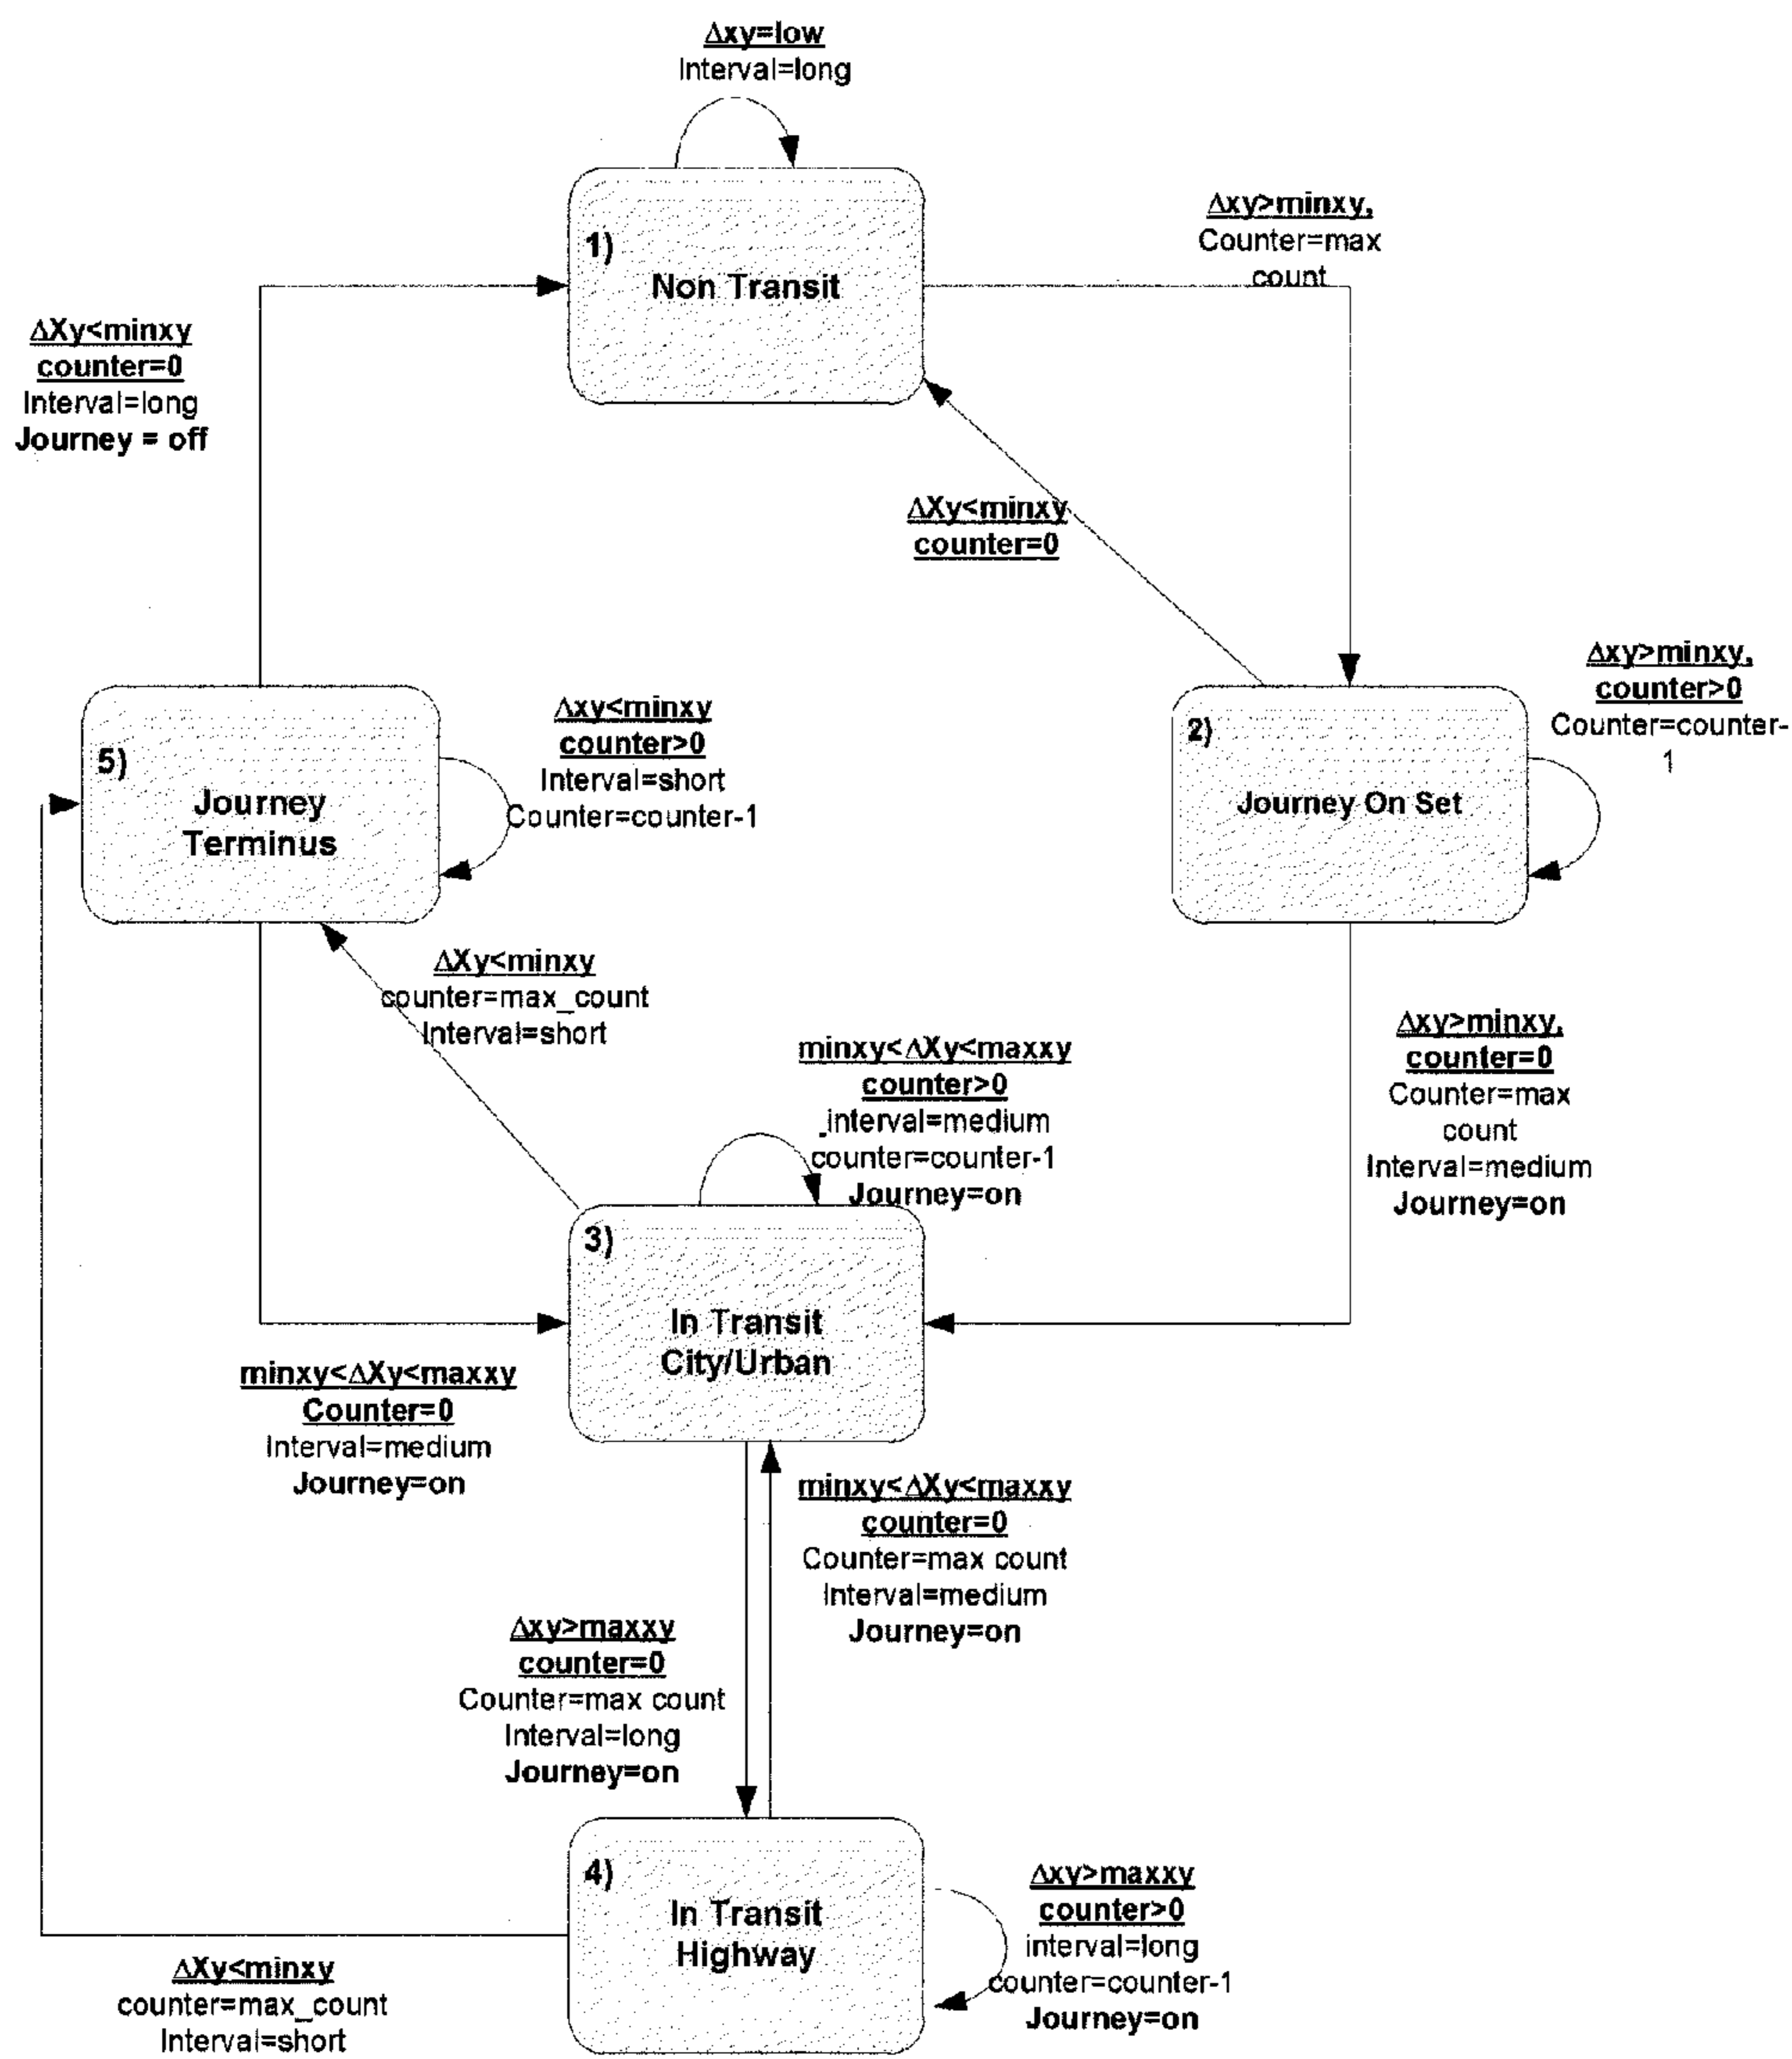 Δxy=low
Interval=long
Δxy>minxy,
Counter=max
count
1)
Non Transit
ΔXy<minxy
counter=0
Interval=long
Journey = off
ΔXy<minxy
counter=0
Δxy>minxy,
counter>0
Counter=counter-
1
Δxy<minxy
counter>0
Interval=short
Counter=counter-1
5)
Journey
Terminus
2)
Journey On Set
ΔXy<minxy
counter=max_count
Interval=short
Δxy>minxy,
counter=0
Counter=max
count
Interval=medium
Journey=on
minxy<ΔXy<maxxy
counter>0
interval=medium
counter=counter-1
Journey=on
3)
In Transit
City/Urban
minxy<ΔXy<maxxy
Counter=0
Interval=medium
Journey=on
minxy<ΔXy<maxxy
counter=0
Counter=max count
Interval=medium
Journey=on
Δxy>maxxy
counter=0
Counter=max count
Interval=long
Journey=on
4)
In Transit
Highway
Δxy>maxxy
counter>0
interval=long
counter=counter-1
Journey=on
ΔXy<minxy
counter=max_count
Interval=short